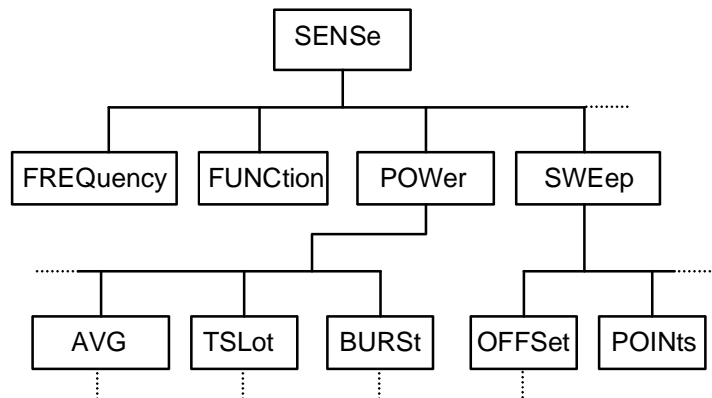 SENSe
FREQuency FUNCtion POWer SWEep
AVG TSLot BURSt OFFSet POINts